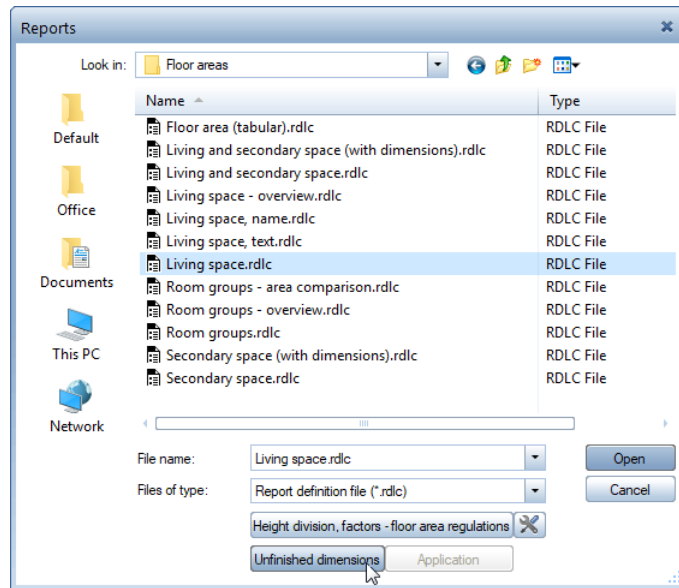 Reports
Look in: Floor areas
Name Type
Floor area (tabular).rdlc RDLC File
Living and secondary space (with dimensions).rdlc RDLC File
Living and secondary space.rdlc RDLC File
Living space - overview.rdlc RDLC File
Living space, name.rdlc RDLC File
Living space, text.rdlc RDLC File
Living space.rdlc RDLC File
Room groups - area comparison.rdlc RDLC File
Room groups - overview.rdlc RDLC File
Room groups.rdlc RDLC File
Secondary space (with dimensions).rdlc RDLC File
Secondary space.rdlc RDLC File
Default
Office
Documents
This PC
Network
File name: Living space.rdlc Open
Files of type: Report definition file (*.rdlc) Cancel
Height division, factors - floor area regulations
Unfinished dimensions Application